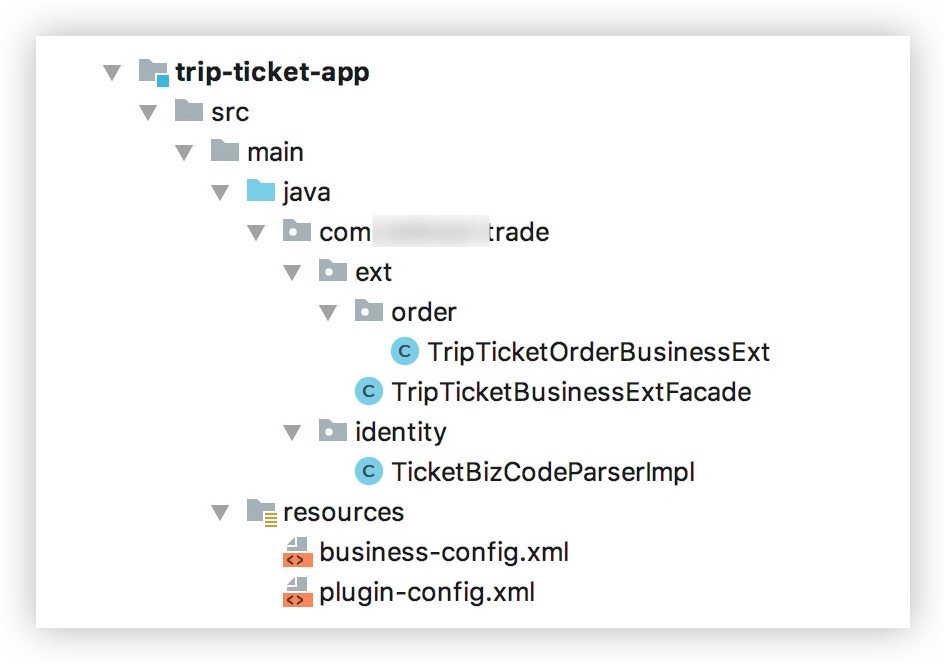 trip-ticket-app
src
main
java
com trade
ext
order
C TripTicketOrderBusinessExt
C TripTicketBusinessExtFacade
identity
C TicketBizCodeParserImpl
resources
<> business-config.xml
<> plugin-config.xml